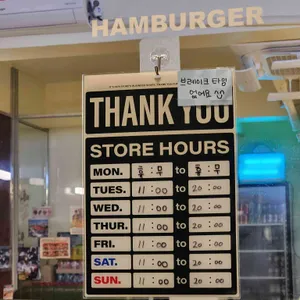 HAMBURGER
브레이크 타임
없어요
THANK YOU
STORE HOURS
MON. 휴:무 to 휴:무
TUES. 11:00 to 20:00
WED. 11:00 to 20:00
THUR. 11:00 to 20:00
FRI. 11:00 to 20:00
SAT. 11:00 to 20:00
SUN. 11:00 to 20:00